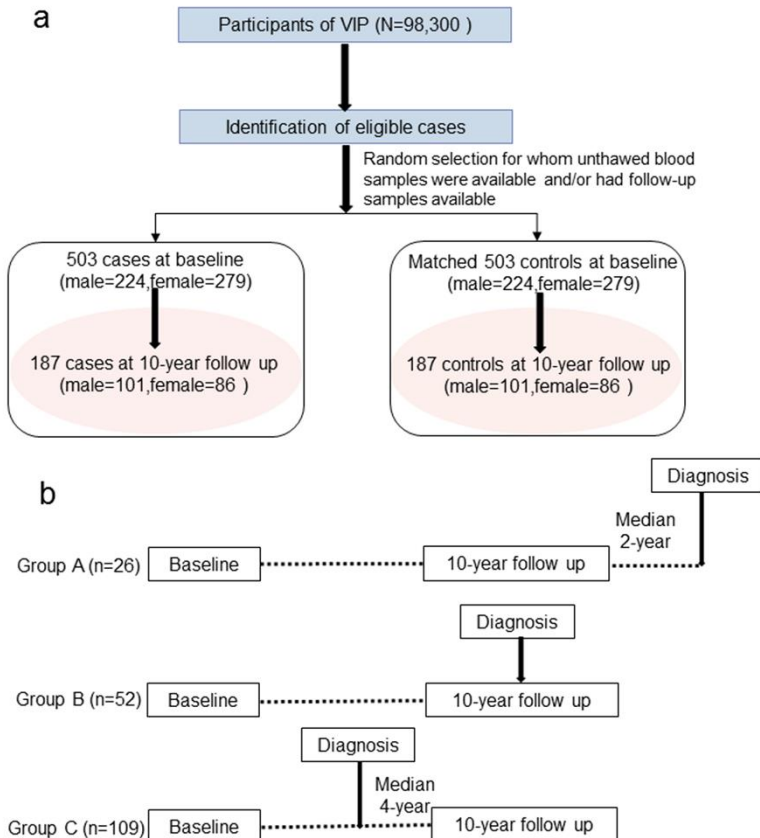 a
Participants of VIP (N=98,300 )
Identification of eligible cases
Random selection for whom unthawed blood
samples were available and/or had follow-up
samples available
503 cases at baseline
(male=224,female=279)
187 cases at 10-year follow up
(male=101,female=86 )
Matched 503 controls at baseline
(male=224,female=279)
187 controls at 10-year follow up
(male=101,female=86 )
b
Diagnosis
Median
2-year
Group A (n=26)
Baseline
10-year follow up
Diagnosis
Group B (n=52)
Baseline
10-year follow up
Diagnosis
Median
4-year
Group C (n=109)
Baseline
10-year follow up